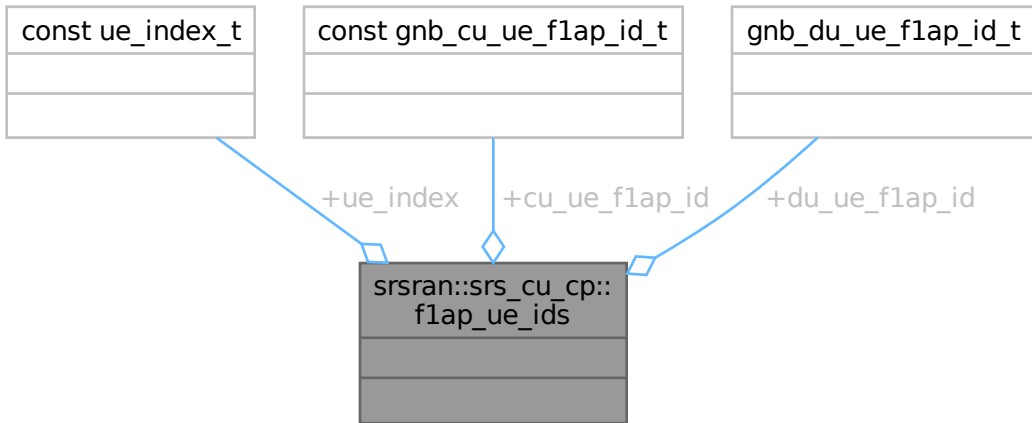 const ue_index_t
const gnb_cu_ue_f1ap_id_t
gnb_du_ue_f1ap_id_t
+ue_index
+cu_ue_f1ap_id
+du_ue_f1ap_id
srsran::srs_cu_cp::
f1ap_ue_ids